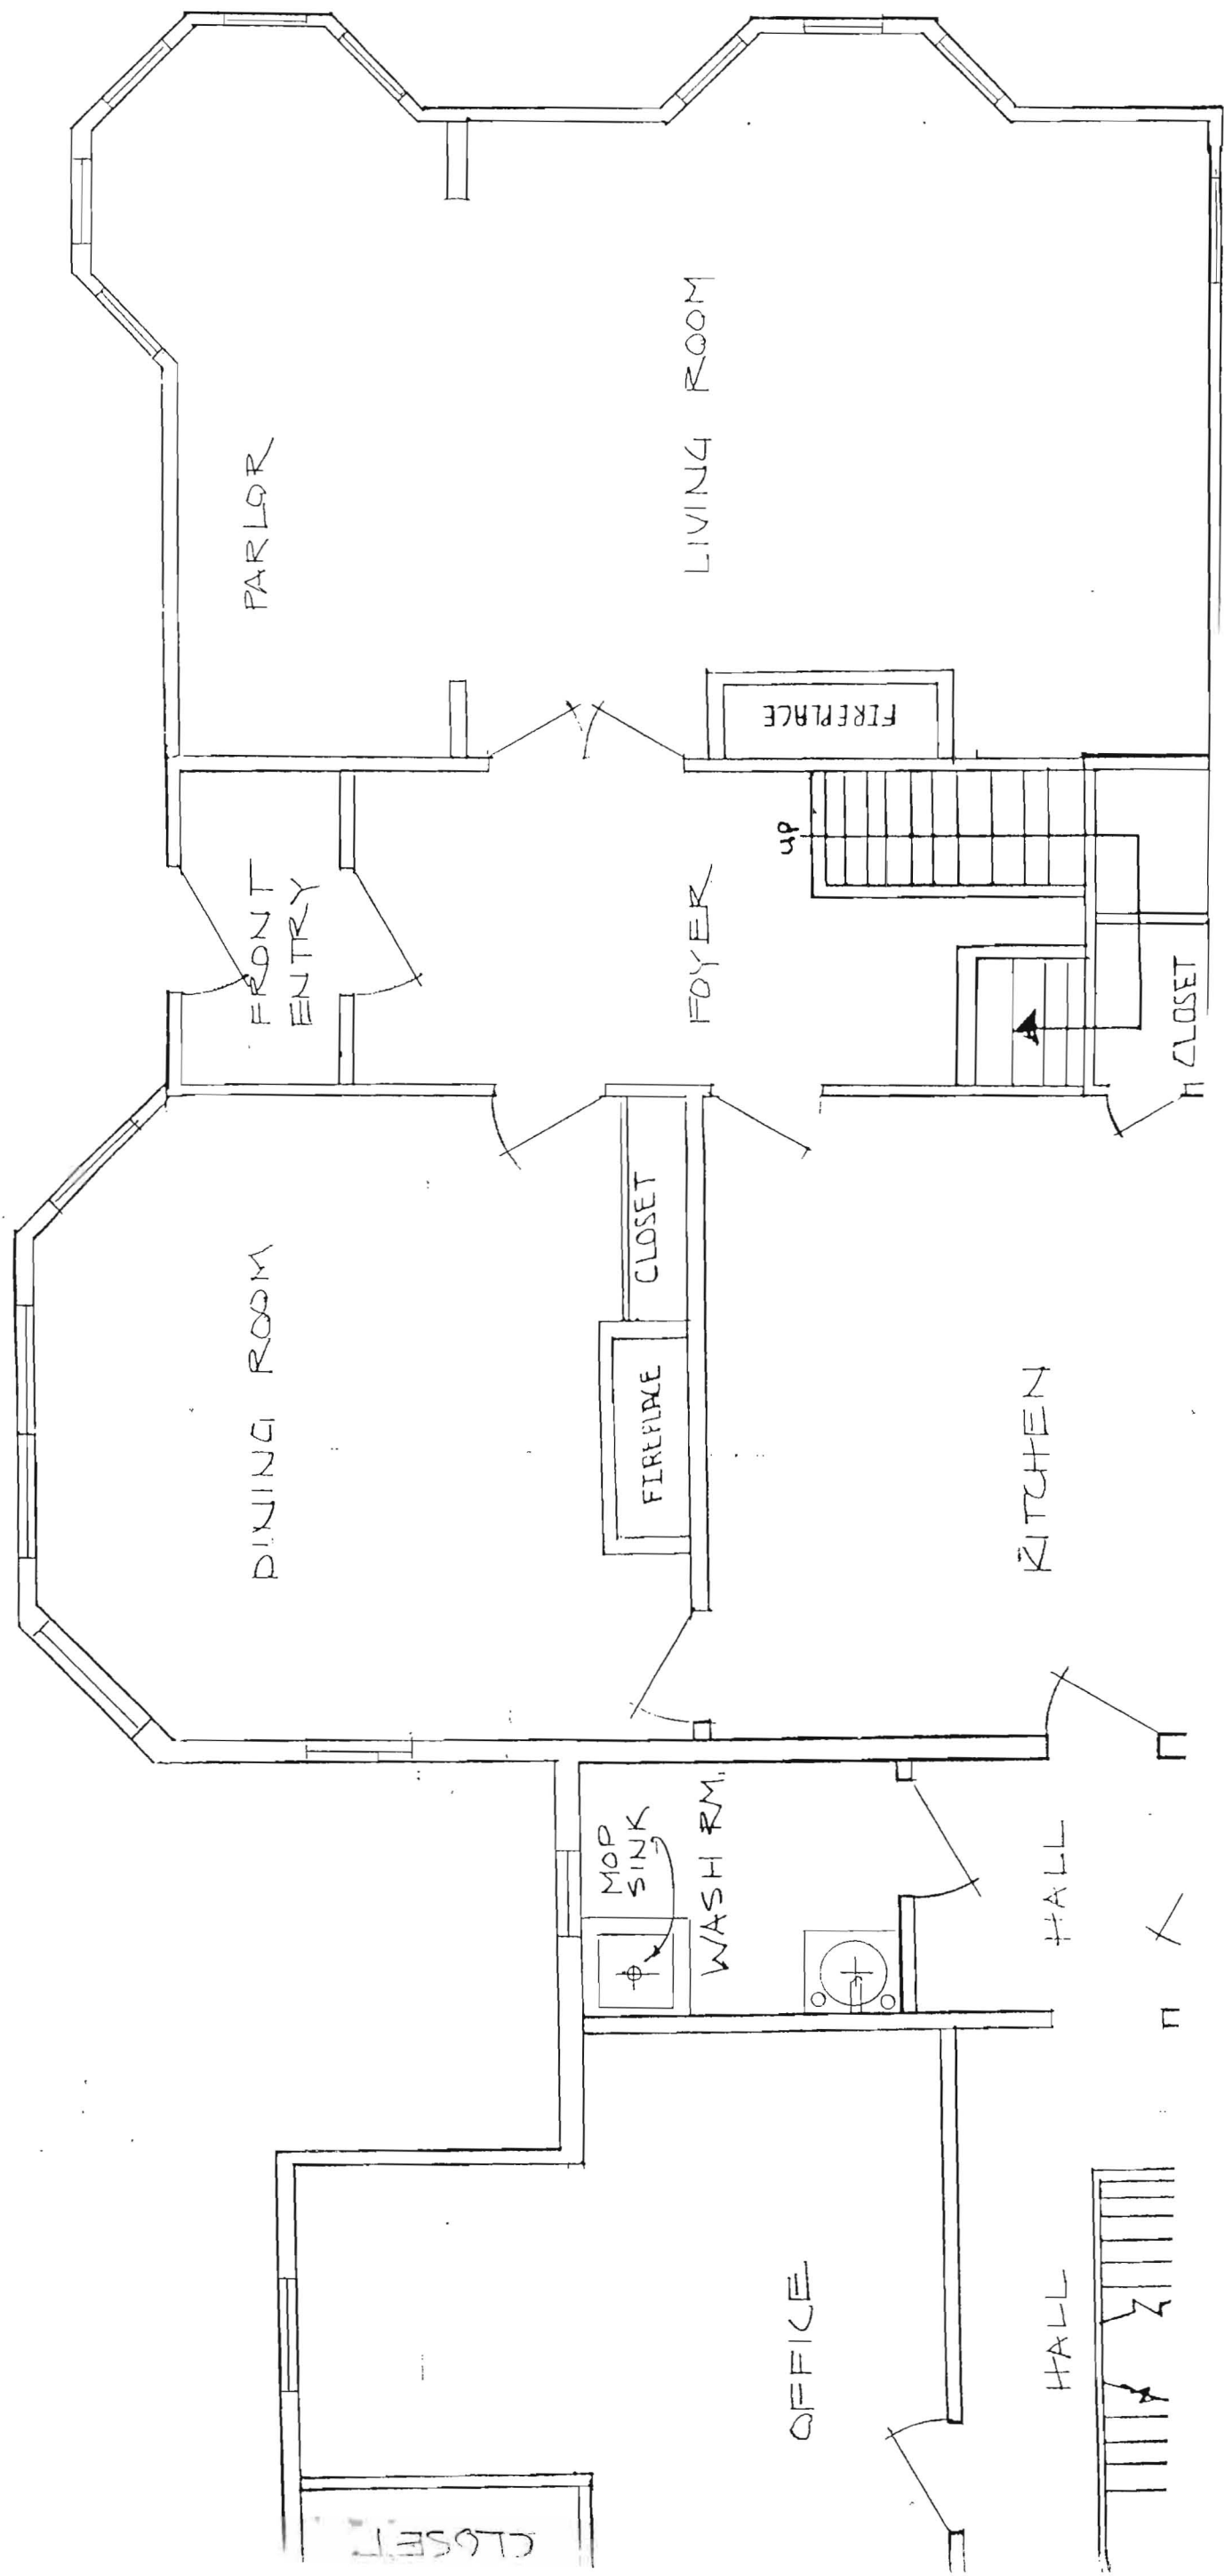 PARLOR
LIVING ROOM
FIREPLACE
FRONT
ENTRY
FOYER
UP
CLOSET
DINING ROOM
CLOSET
FIREPLACE
KITCHEN
MOP
SINK
WASH RM.
HALL
OFFICE
HALL
CLOSET